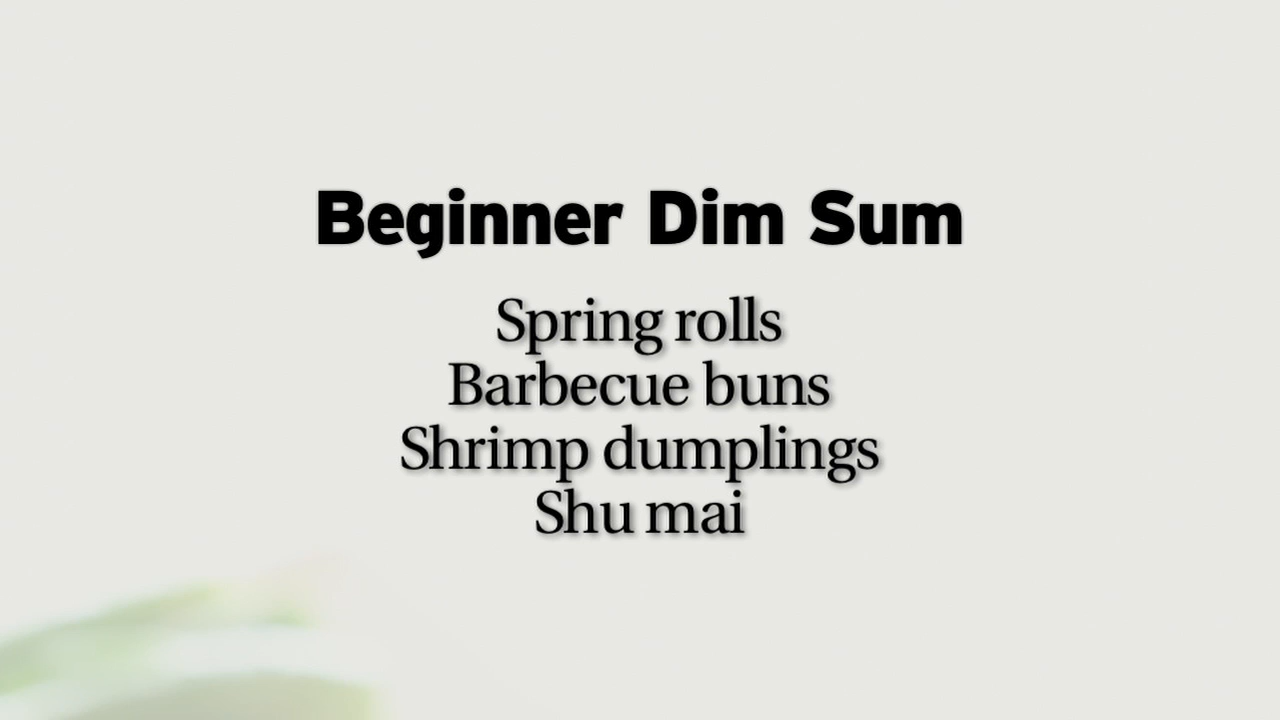 Beginner Dim Sum
Spring rolls
Barbecue buns
Shrimp dumplings
Shu mai